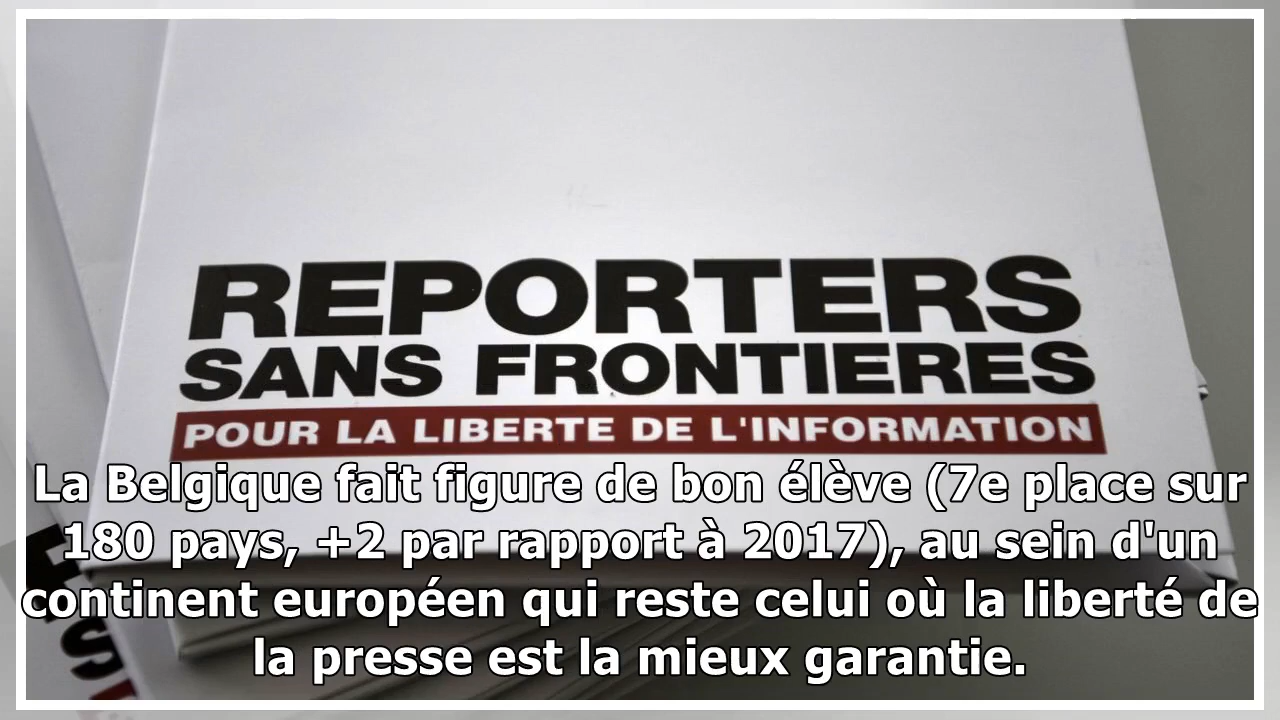 REPORTERS
SANS FRONTIERES
POUR LA LIBERTE DE L'INFORMATION
La Belgique fait figure de bon élève (7e place sur
180 pays, +2 par rapport à 2017), au sein d'un
continent européen qui reste celui où la liberté de
la presse est la mieux garantie.